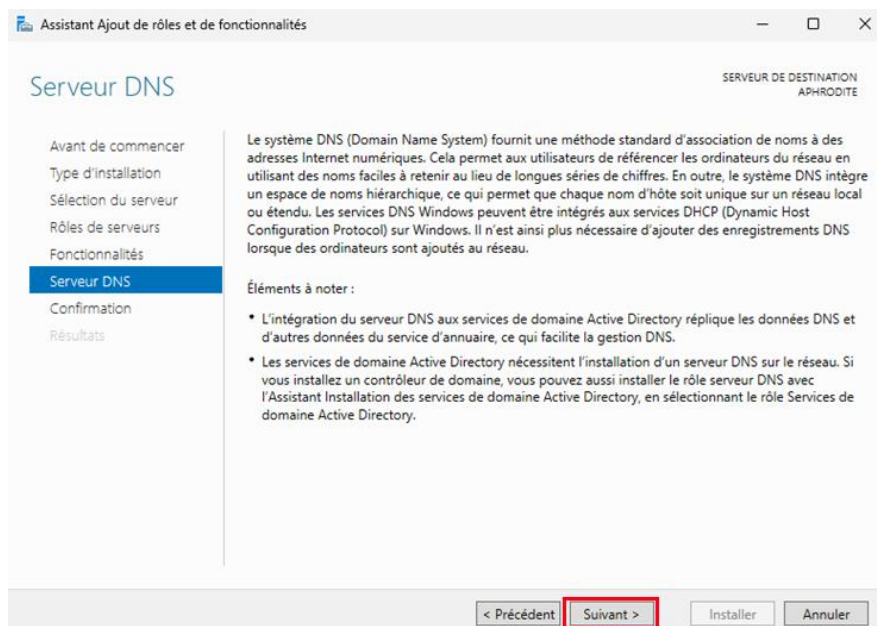 Assistant Ajout de rôles et de fonctionnalités
Serveur DNS
SERVEUR DE DESTINATION
APHRODITE
Avant de commencer
Type d'installation
Sélection du serveur
Rôles de serveurs
Fonctionnalités
Serveur DNS
Confirmation
Résultats
Le système DNS (Domain Name System) fournit une méthode standard d'association de noms à des
adresses Internet numériques. Cela permet aux utilisateurs de référencer les ordinateurs du réseau en
utilisant des noms faciles à retenir au lieu de longues séries de chiffres. En outre, le système DNS intègre
un espace de noms hiérarchique, ce qui permet que chaque nom d'hôte soit unique sur un réseau local
ou étendu. Les services DNS Windows peuvent être intégrés aux services DHCP (Dynamic Host
Configuration Protocol) sur Windows. Il n'est ainsi plus nécessaire d'ajouter des enregistrements DNS
lorsque des ordinateurs sont ajoutés au réseau.
Éléments à noter :
• L'intégration du serveur DNS aux services de domaine Active Directory réplique les données DNS et
d'autres données du service d'annuaire, ce qui facilite la gestion DNS.
• Les services de domaine Active Directory nécessitent l'installation d'un serveur DNS sur le réseau. Si
vous installez un contrôleur de domaine, vous pouvez aussi installer le rôle serveur DNS avec
l'Assistant Installation des services de domaine Active Directory, en sélectionnant le rôle Services de
domaine Active Directory.
< Précédent
Suivant >
Installer
Annuler